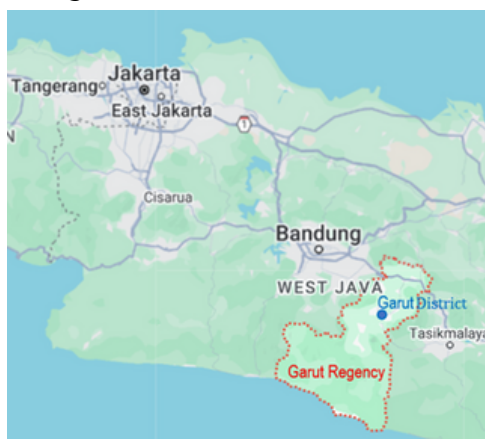 Jakarta
Tangerang
East Jakarta
1
N
Cisarua
Bandung
WEST JAVA
Garut District
Tasikmalaya
Garut Regency